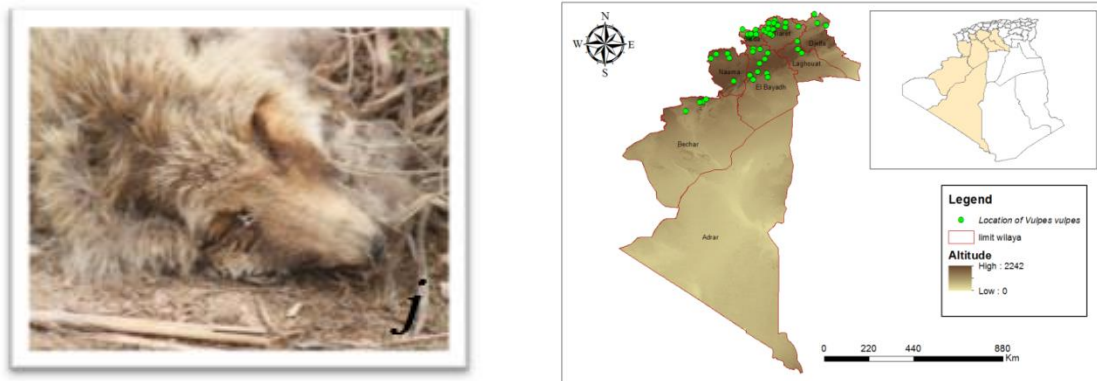 j
N
W E
S
Tiaret
Djelfa
Laghouat
Naama
El Bayadh
Bechar
Adrar
Legend
Location of Vulpes vulpes
limit wilaya
Altitude
High : 2242
Low : 0
0 220 440 880
Km